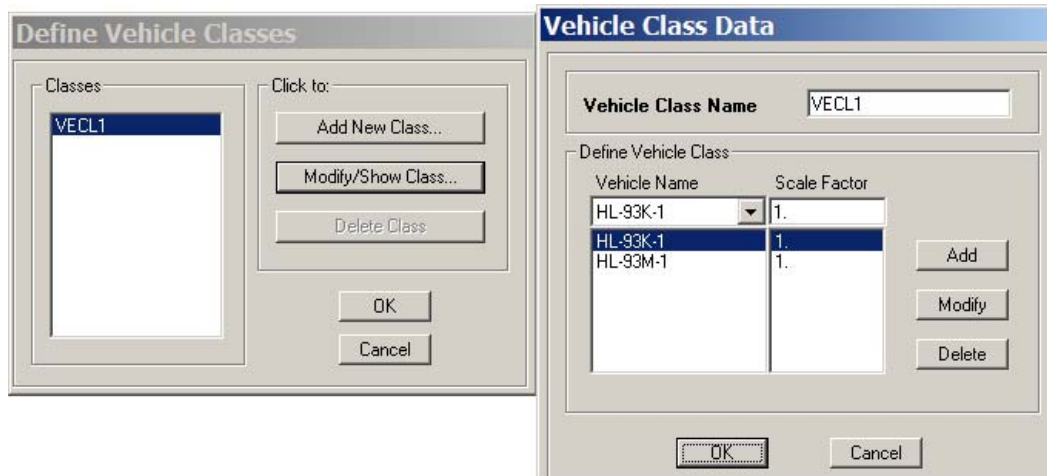 Define Vehicle Classes
Classes
VECL1
Click to:
Add New Class...
Modify/Show Class...
Delete Class
OK
Cancel
Vehicle Class Data
Vehicle Class Name VECL1
Define Vehicle Class
Vehicle Name Scale Factor
HL-93K-1 1.
HL-93K-1 1.
HL-93M-1 1.
Add
Modify
Delete
OK Cancel